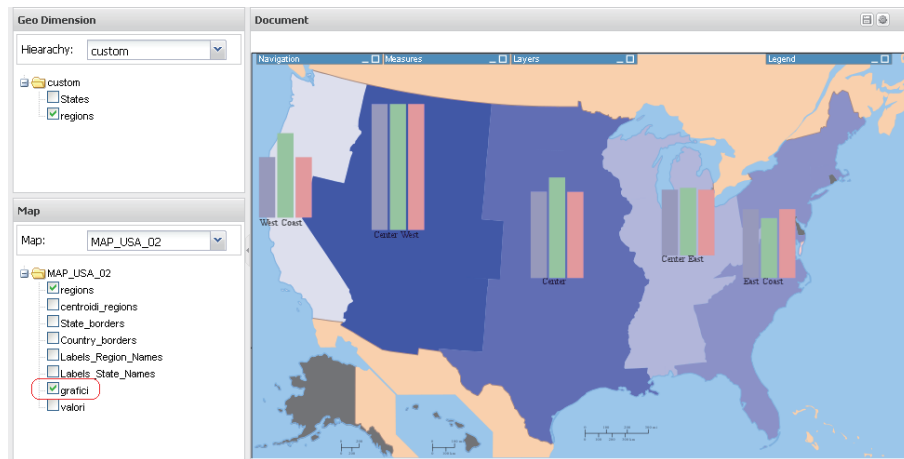 Geo Dimension
Hiearachy:
custom
custom
States
regions
Map
Map:
MAP_USA_02
MAP_USA_02
regions
centroidi_regions
State_borders
Country_borders
Labels_Region_Names
Labels_State_Names
grafici
valori
Document
Navigation
Measures
Layers
Legend
West Coast
Center West
Center
Center East
East Coast